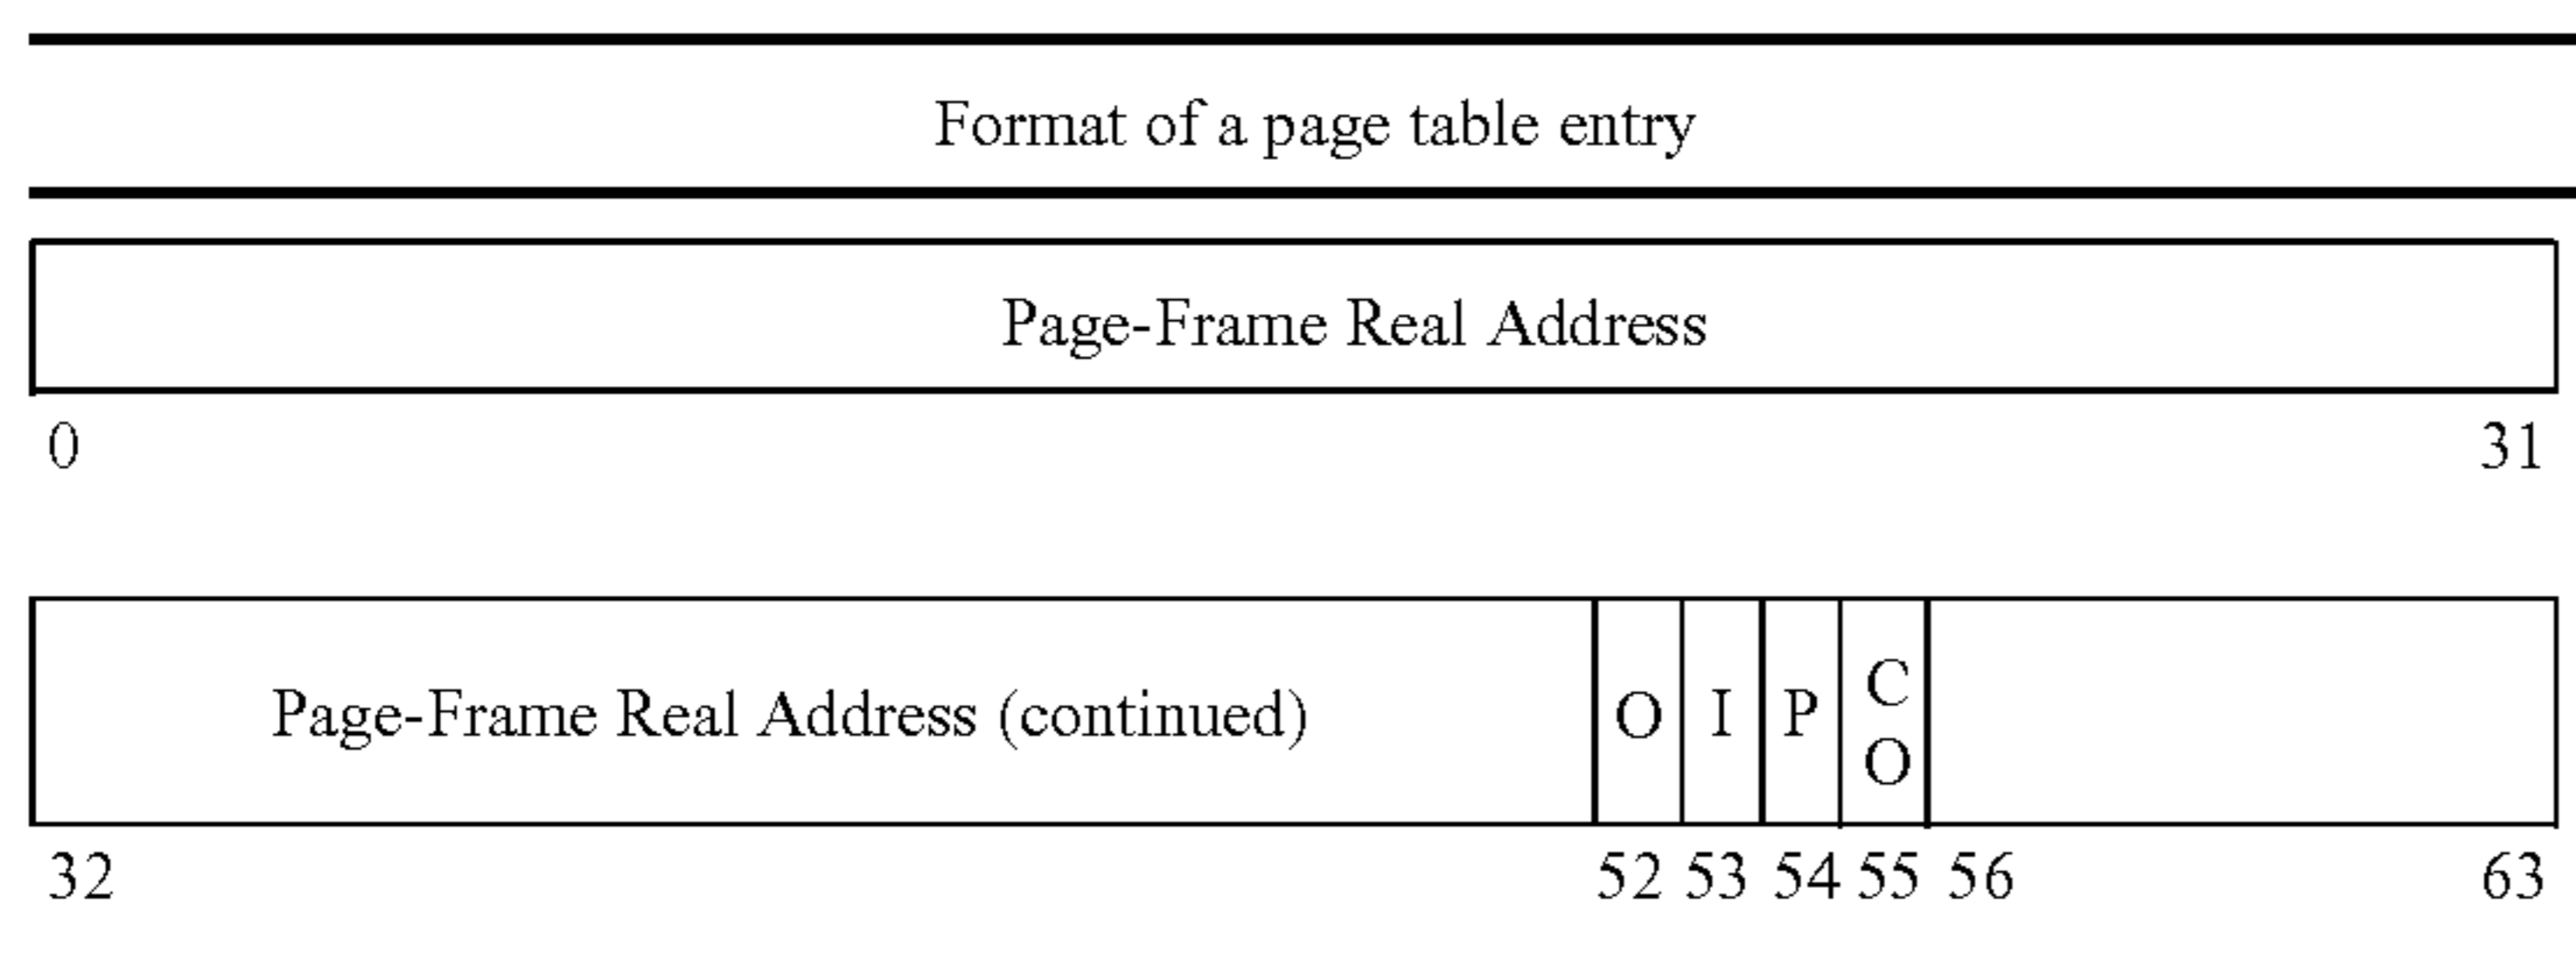 Format of a page table entry
Page-Frame Real Address
0 31
Page-Frame Real Address (continued) O I P C O
32 52 53 54 55 56 63